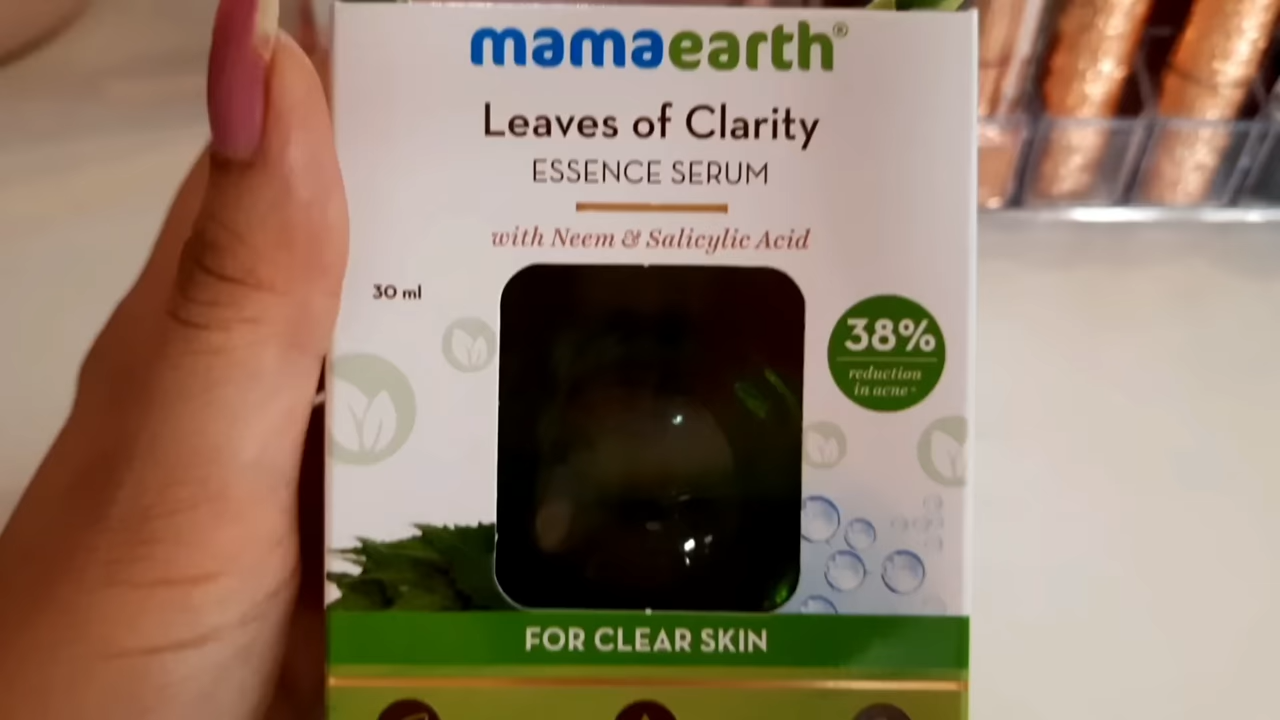 mamaearth®
Leaves of Clarity
ESSENCE SERUM
with Neem & Salicylic Acid
30 ml
38%
reduction
in acne
FOR CLEAR SKIN